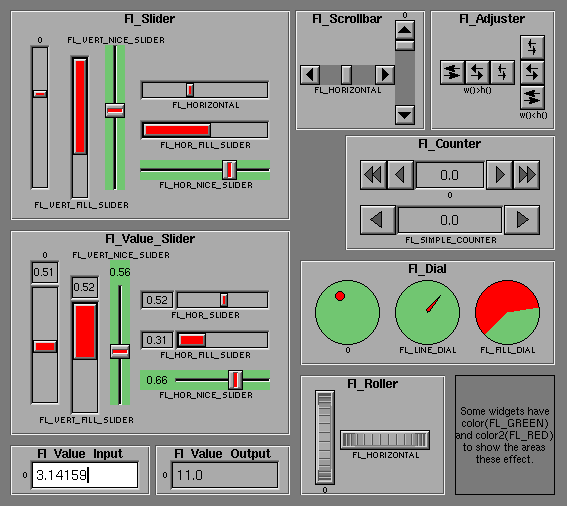 Fl_Slider
0
FL_VERT_NICE_SLIDER
FL_HORIZONTAL
FL_HOR_FILL_SLIDER
FL_HOR_NICE_SLIDER
FL_VERT_FILL_SLIDER
Fl_Scrollbar
0
FL_HORIZONTAL
Fl_Adjuster
w()>h()
w()<h()
Fl_Counter
0.0
0
0.0
FL_SIMPLE_COUNTER
Fl_Value_Slider
FL_VERT_NICE_SLIDER
0
0.51
0.52
0.56
0.52
FL_HOR_SLIDER
0.31
FL_HOR_FILL_SLIDER
0.66
FL_HOR_NICE_SLIDER
FL_VERT_FILL_SLIDER
Fl_Dial
0
FL_LINE_DIAL
FL_FILL_DIAL
Fl_Value_Input
0 3.14159
Fl_Value_Output
0 11.0
Fl_Roller
0
FL_HORIZONTAL
Some widgets have
color(FL_GREEN)
and color2(FL_RED)
to show the areas
these effect.